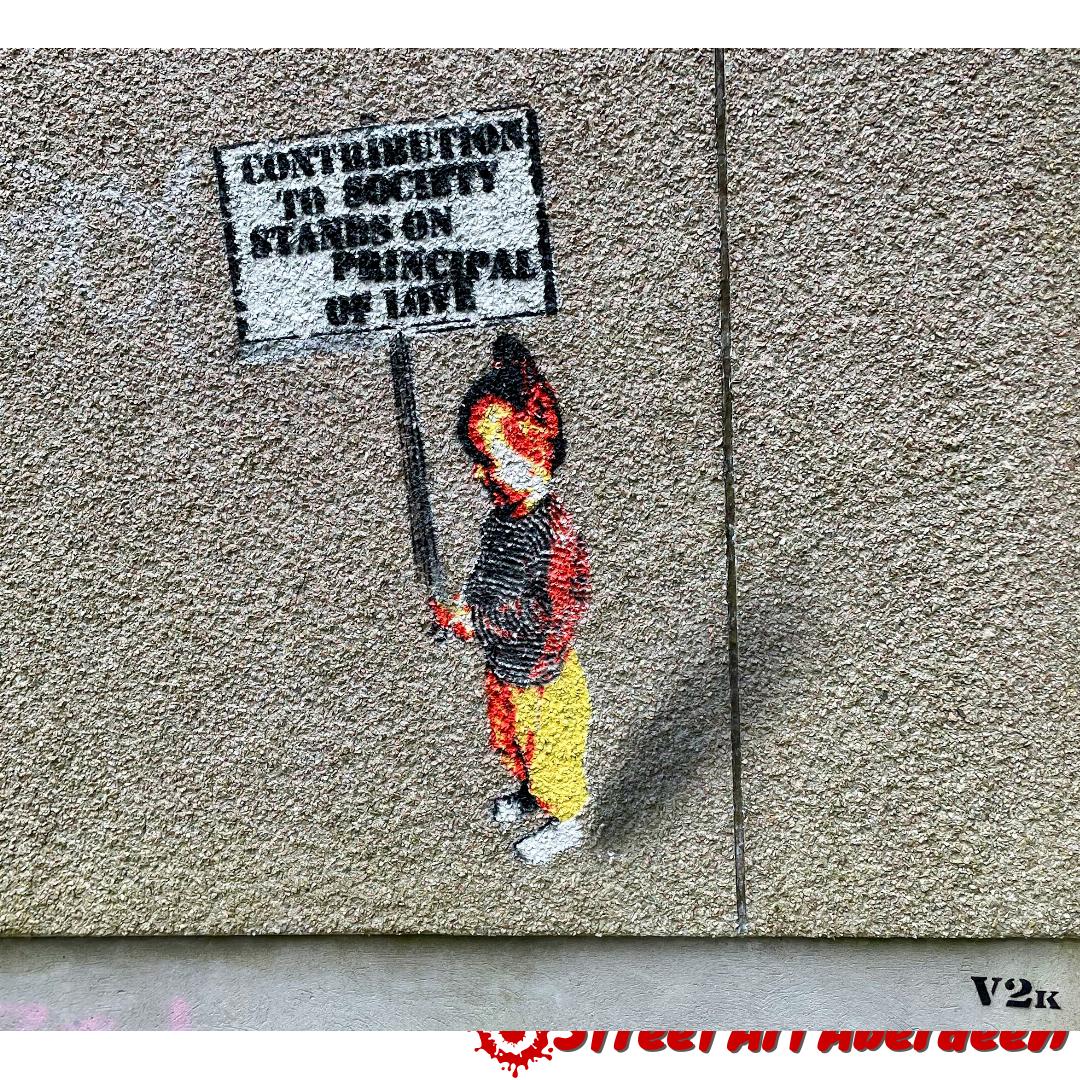 CONTRIBUTION
TO SOCIETY
STANDS ON
PRINCIPAL
OF LOVE
V2K
Street Art Aberdeen